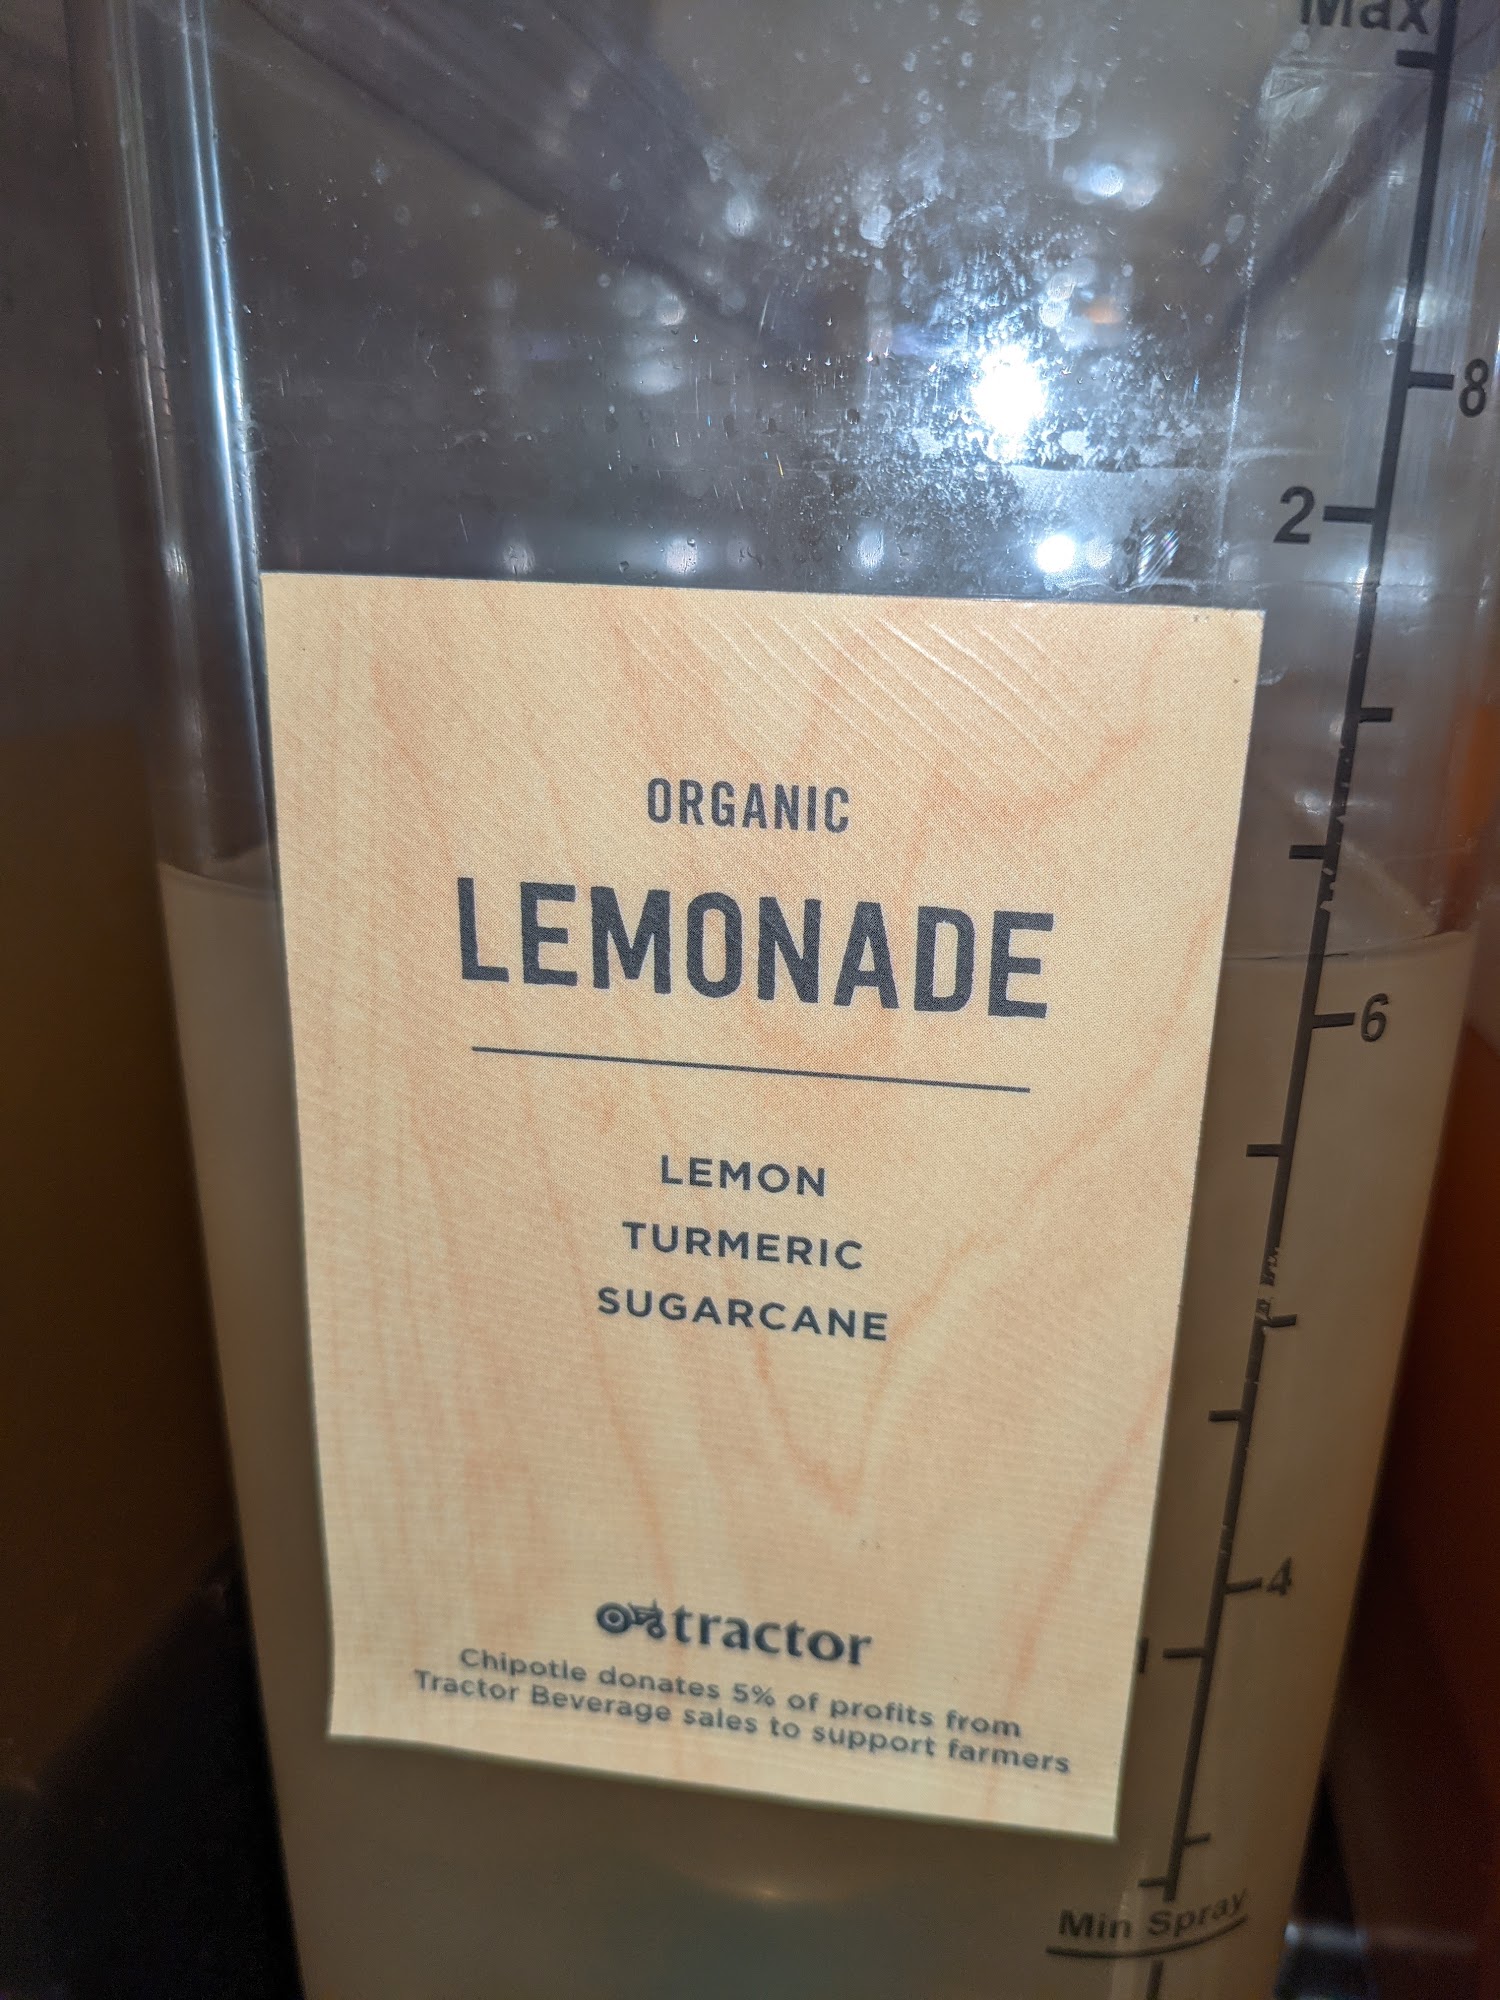 Max
8
2
ORGANIC
LEMONADE
6
LEMON
TURMERIC
SUGARCANE
4
tractor
1
Chipotle donates 5% of profits from
Tractor Beverage sales to support farmers
Min Spray